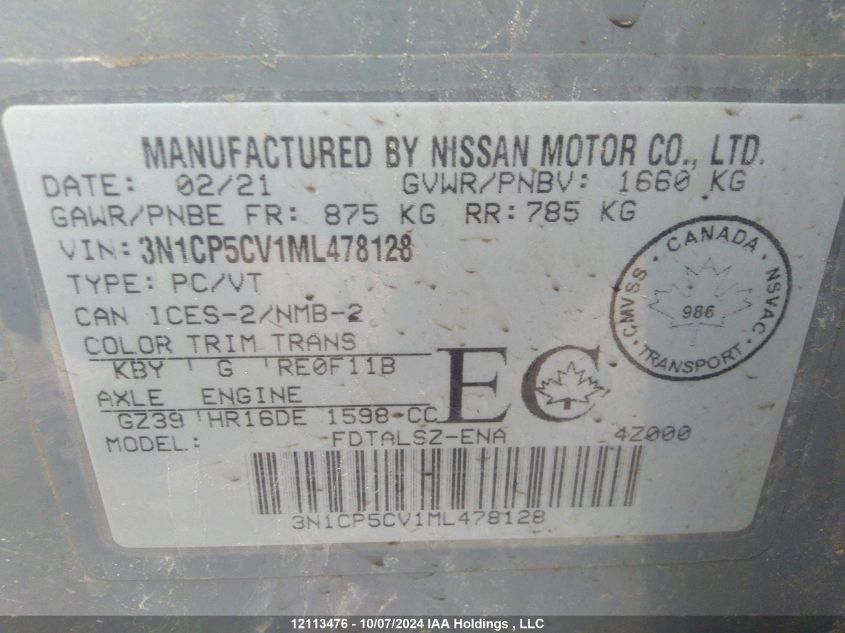 MANUFACTURED BY NISSAN MOTOR CO., LTD.
DATE: 02/21 GVWR/PNBV: 1660 KG
GAWR/PNBE FR: 875 KG RR: 785 KG
VIN: 3N1CP5CV1ML478128
TYPE: PC/VT
CAN ICES-2/NMB-2
COLOR TRIM TRANS
KBY G RE0F11B
AXLE ENGINE
GZ39 HR16DE 1598 CC
EC
MODEL: FDTALSZ-ENA 4Z000
3N1CP5CV1ML478128
CANADA
CMVSS NSVAC
986
TRANSPORT
12113476 - 10/07/2024 IAA Holdings , LLC